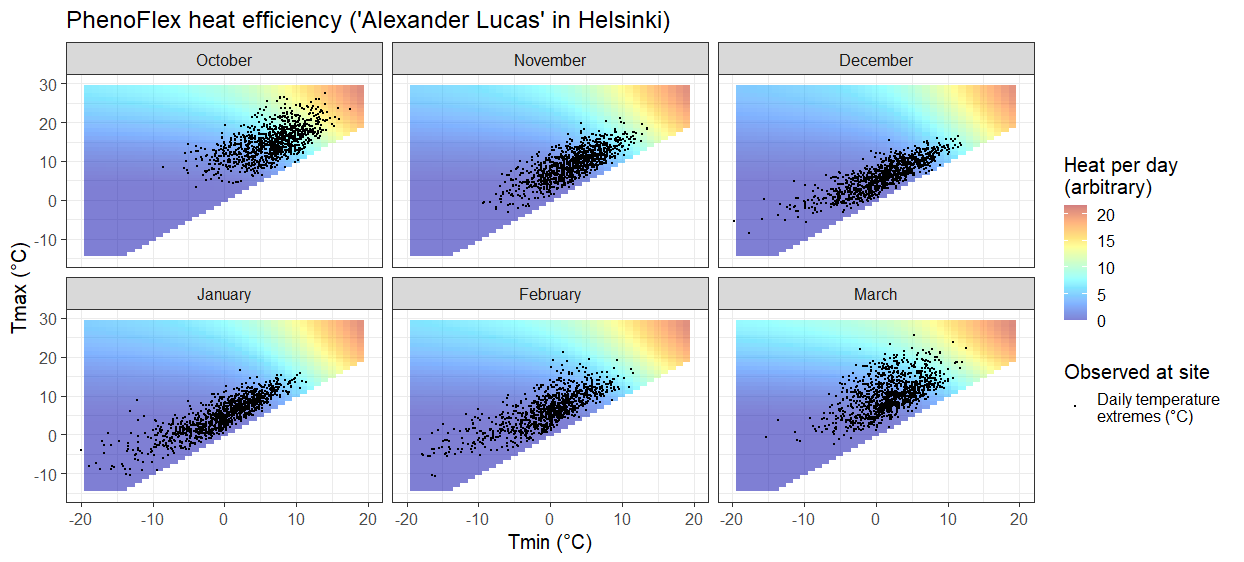 PhenoFlex heat efficiency ('Alexander Lucas' in Helsinki)
October
November
December
30
20
10
0
-10
January
February
March
30
20
10
0
-10
-20
-10
0
10
20
-20
-10
0
10
20
-20
-10
0
10
20
Tmin (°C)
Tmax (°C)
Heat per day
(arbitrary)
20
15
10
5
0
Observed at site
Daily temperature
extremes (°C)